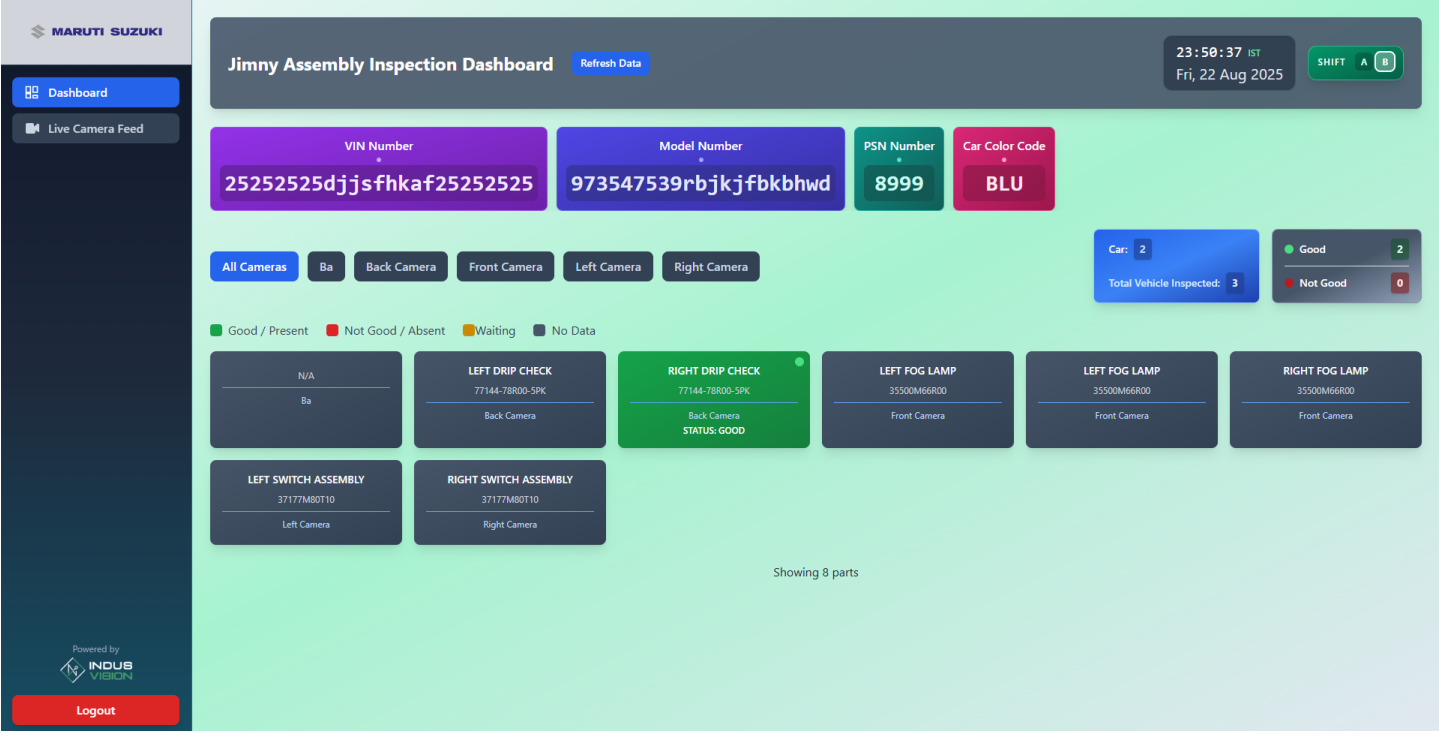 MARUTI SUZUKI
Dashboard
Live Camera Feed
Jimny Assembly Inspection Dashboard
Refresh Data
23:50:37 IST
Fri, 22 Aug 2025
SHIFT A B
VIN Number
25252525djjsfhkaf25252525
Model Number
973547539rbjkjfbkbhwd
PSN Number
8999
Car Color Code
BLU
All Cameras
Ba
Back Camera
Front Camera
Left Camera
Right Camera
Car: 2
Total Vehicle Inspected: 3
Good 2
Not Good 0
Good / Present
Not Good / Absent
Waiting
No Data
N/A
Ba
LEFT DRIP CHECK
77144-78R00-5PK
Back Camera
RIGHT DRIP CHECK
77144-78R00-5PK
Back Camera
STATUS: GOOD
LEFT FOG LAMP
35500M66R00
Front Camera
LEFT FOG LAMP
35500M66R00
Front Camera
RIGHT FOG LAMP
35500M66R00
Front Camera
LEFT SWITCH ASSEMBLY
37177M80T10
Left Camera
RIGHT SWITCH ASSEMBLY
37177M80T10
Right Camera
Showing 8 parts
Powered by
INDUS
VISION
Logout